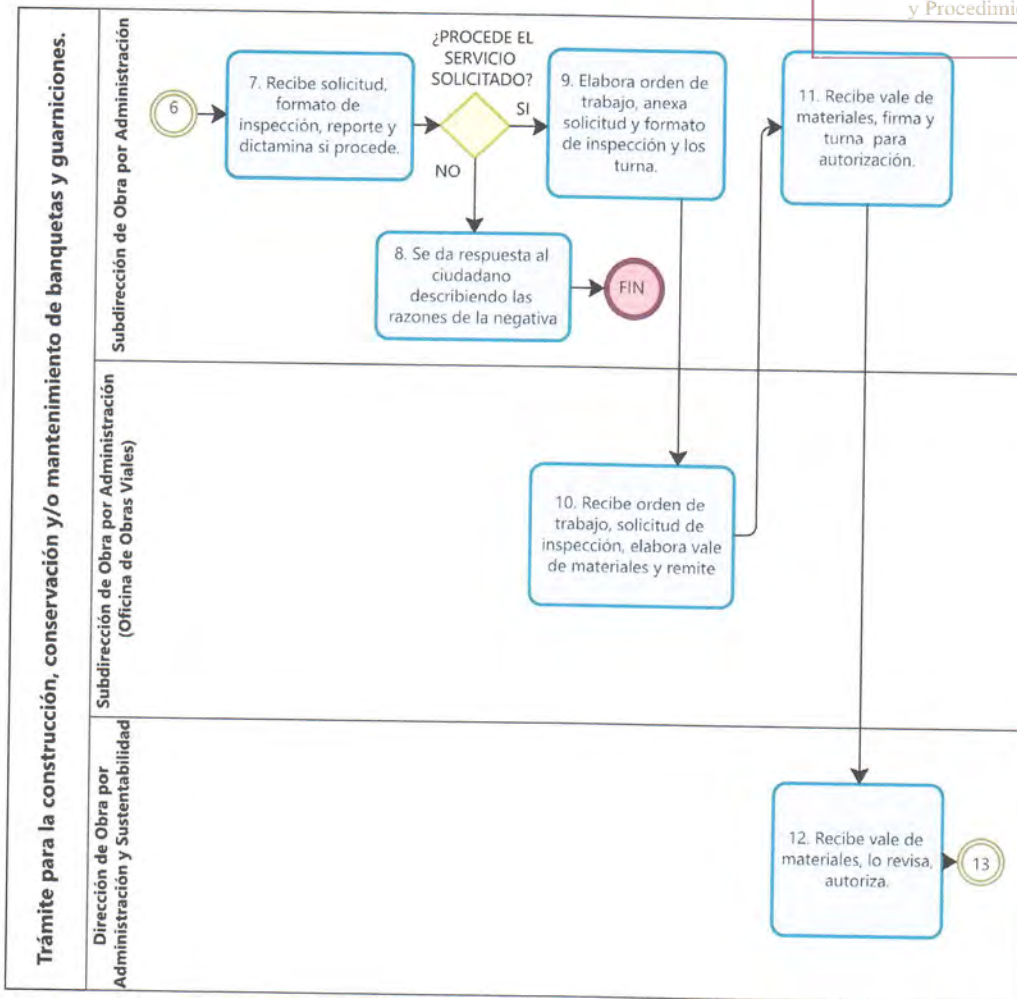 y Procedimie
Trámite para la construcción, conservación y/o mantenimiento de banquetas y guarniciones.
Subdirección de Obra por Administración
6
7. Recibe solicitud,
formato de
inspección, reporte y
dictamina si procede.
¿PROCEDE EL
SERVICIO
SOLICITADO?
SI
NO
9. Elabora orden de
trabajo, anexa
solicitud y formato
de inspección y los
turna.
11. Recibe vale de
materiales, firma y
turna para
autorización.
8. Se da respuesta al
ciudadano
describiendo las
razones de la negativa
FIN
Subdirección de Obra por Administración
(Oficina de Obras Viales)
10. Recibe orden de
trabajo, solicitud de
inspección, elabora vale
de materiales y remite
Dirección de Obra por
Administración y Sustentabilidad
12. Recibe vale de
materiales, lo revisa,
autoriza.
13